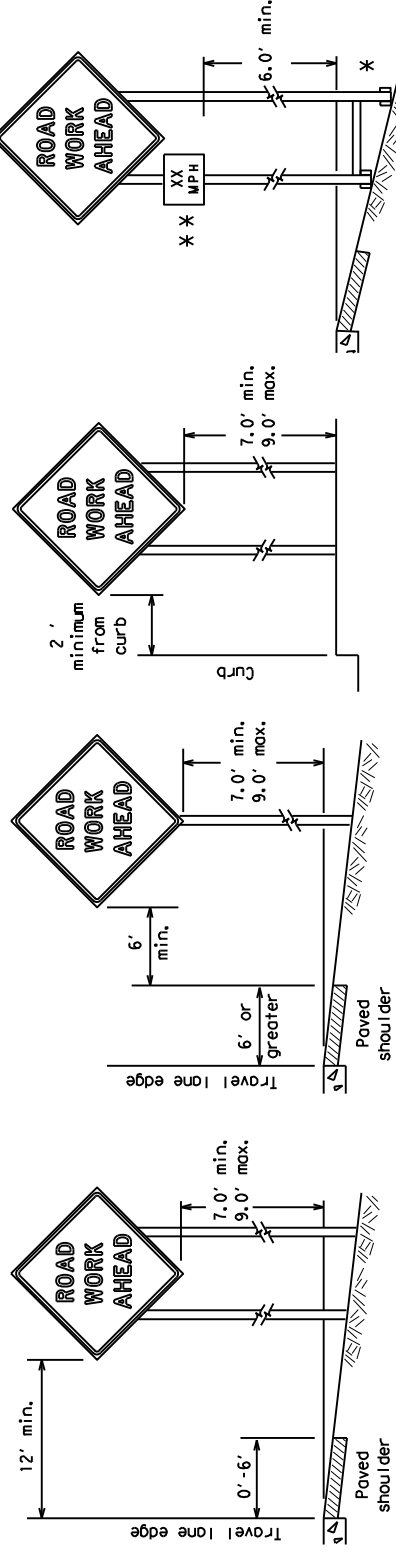 12' min.
0'-6'
Travel lane edge
Paved
shoulder
ROAD
WORK
AHEAD
7.0' min.
9.0' max.
6' min.
6' or
greater
Travel lane edge
Paved
shoulder
ROAD
WORK
AHEAD
7.0' min.
9.0' max.
2'
minimum
from
curb
Curb
ROAD
WORK
AHEAD
7.0' min.
9.0' max.
ROAD
WORK
AHEAD
XX
MPH
* *
6.0' min.
*